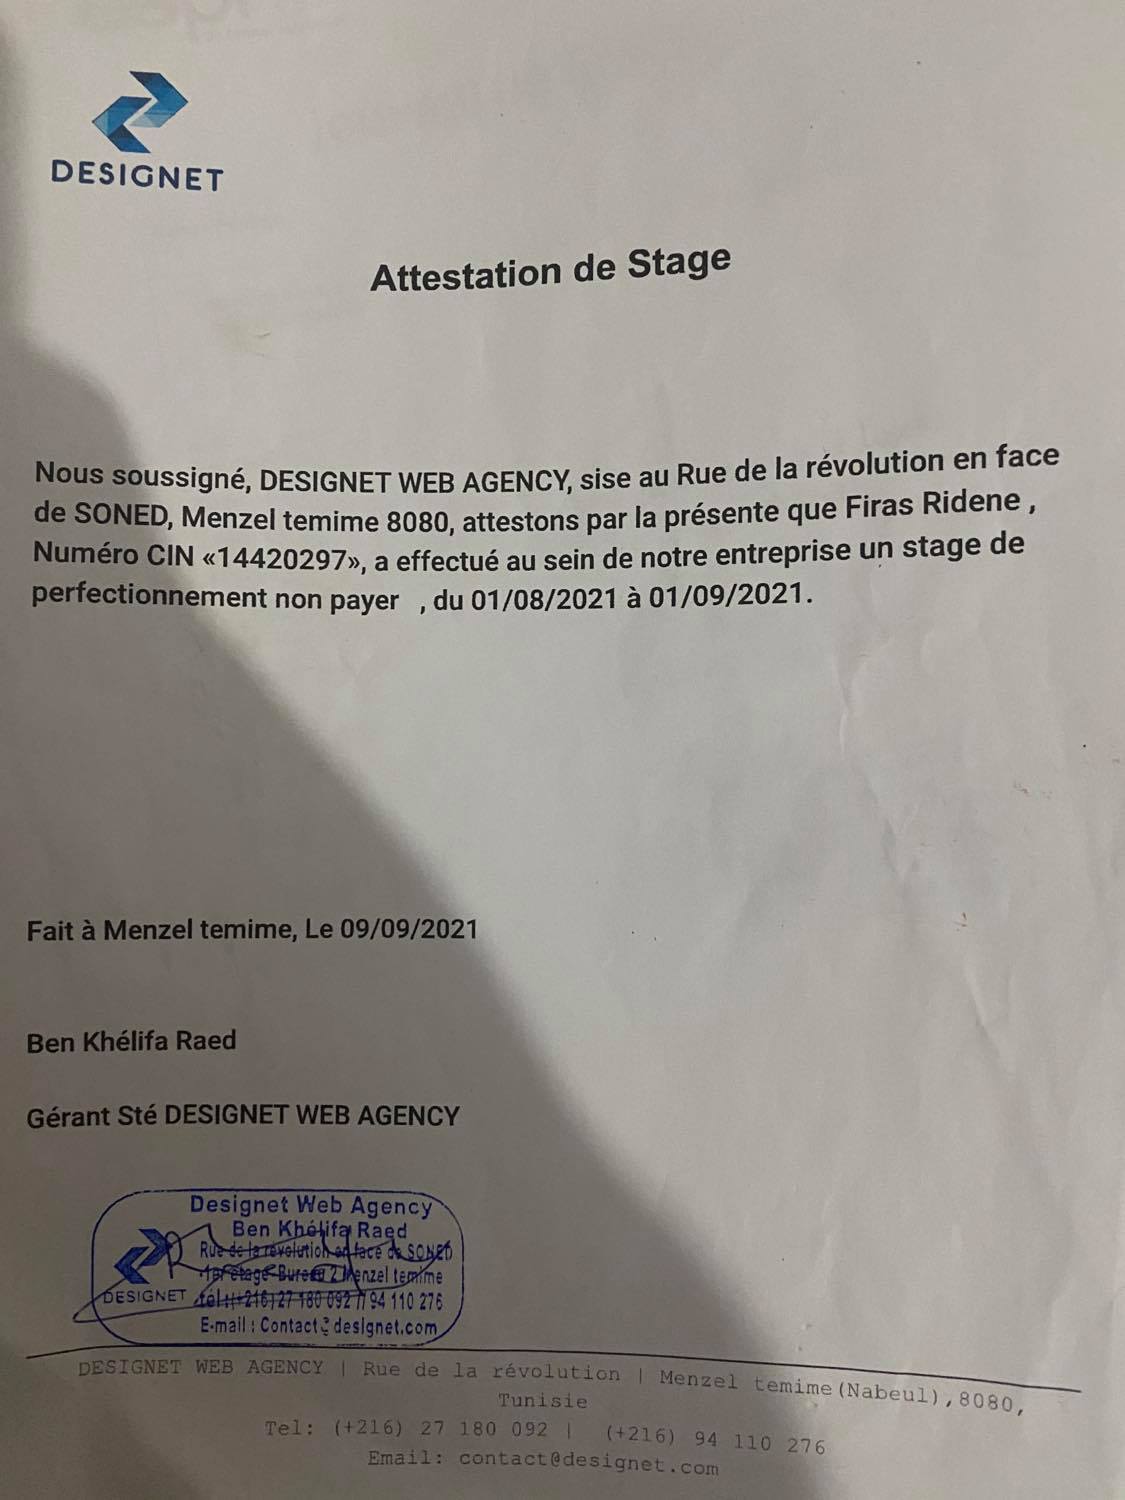 DESIGNET
Attestation de Stage
Nous soussigné, DESIGNET WEB AGENCY, sise au Rue de la révolution en face
de SONED, Menzel temime 8080, attestons par la présente que Firas Ridene ,
Numéro CIN «14420297», a effectué au sein de notre entreprise un stage de
perfectionnement non payer , du 01/08/2021 à 01/09/2021.
Fait à Menzel temime, Le 09/09/2021
Ben Khélifa Raed
Gérant Sté DESIGNET WEB AGENCY
Designet Web Agency
Ben Khélifa Raed
Rue de la révolution en face de SONED
1er étage Bureau 2 Menzel temime
DESIGNET
tél:(+216) 27 180 092 // 94 110 276
E-mail : Contact@designet.com
DESIGNET WEB AGENCY | Rue de la révolution | Menzel temime(Nabeul),8080,
Tunisie
Tel: (+216) 27 180 092 | (+216) 94 110 276
Email: contact@designet.com